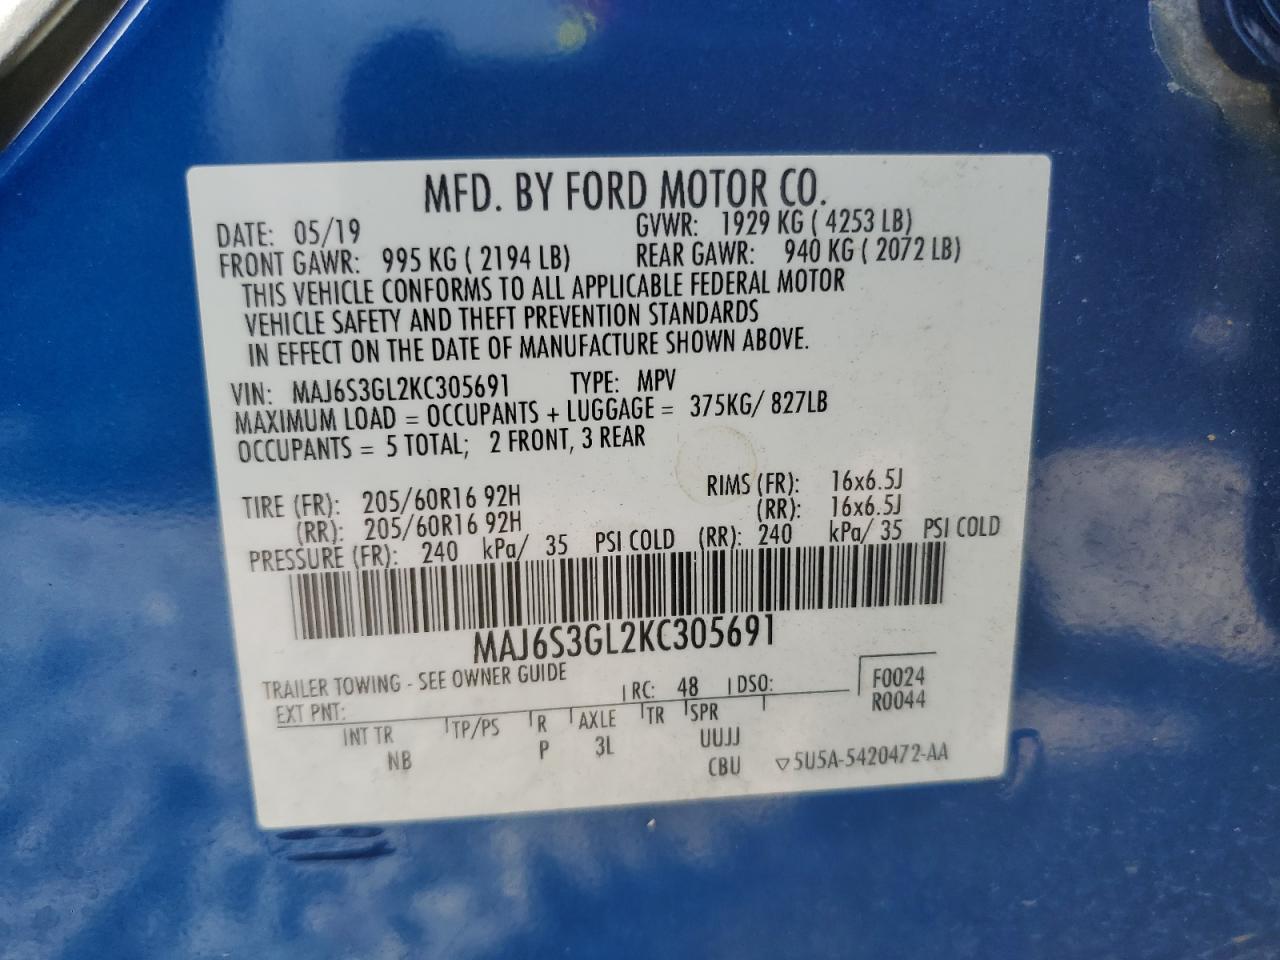 MFD. BY FORD MOTOR CO.
DATE: 05/19 GVWR: 1929 KG ( 4253 LB)
FRONT GAWR: 995 KG ( 2194 LB) REAR GAWR: 940 KG ( 2072 LB)
THIS VEHICLE CONFORMS TO ALL APPLICABLE FEDERAL MOTOR
VEHICLE SAFETY AND THEFT PREVENTION STANDARDS
IN EFFECT ON THE DATE OF MANUFACTURE SHOWN ABOVE.
VIN: MAJ6S3GL2KC305691 TYPE: MPV
MAXIMUM LOAD = OCCUPANTS + LUGGAGE = 375KG/ 827LB
OCCUPANTS = 5 TOTAL; 2 FRONT, 3 REAR
TIRE (FR): 205/60R16 92H RIMS (FR): 16x6.5J
(RR): 205/60R16 92H (RR): 16x6.5J
PRESSURE (FR): 240 kPa/ 35 PSI COLD (RR): 240 kPa/ 35 PSI COLD
MAJ6S3GL2KC305691
TRAILER TOWING - SEE OWNER GUIDE
EXT PNT: RC: 48 DSO: F0024
R0044
INT TR TP/PS R AXLE TR SPR
NB P 3L UUJJ
CBU ▽5U5A-5420472-AA